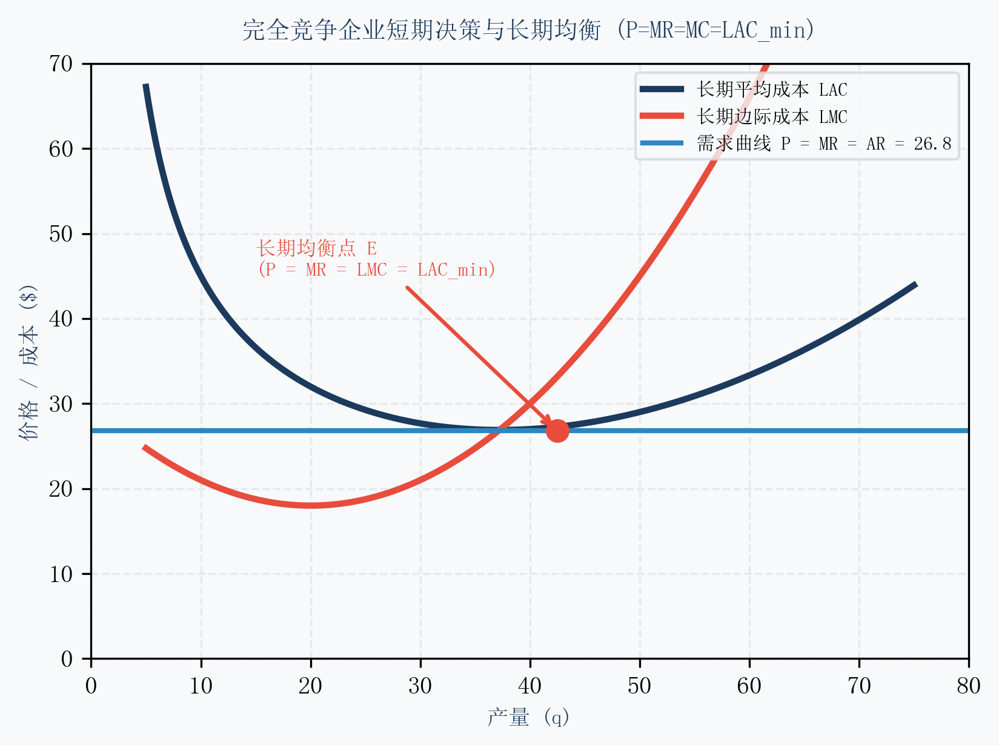 完全竞争企业短期决策与长期均衡 (P=MR=MC=LAC_min)
70
60
50
40
30
20
10
0
价格 / 成本 ($)
长期平均成本 LAC
长期边际成本 LMC
需求曲线 P = MR = AR = 26.8
长期均衡点 E
(P = MR = LMC = LAC_min)
0 10 20 30 40 50 60 70 80
产量 (q)